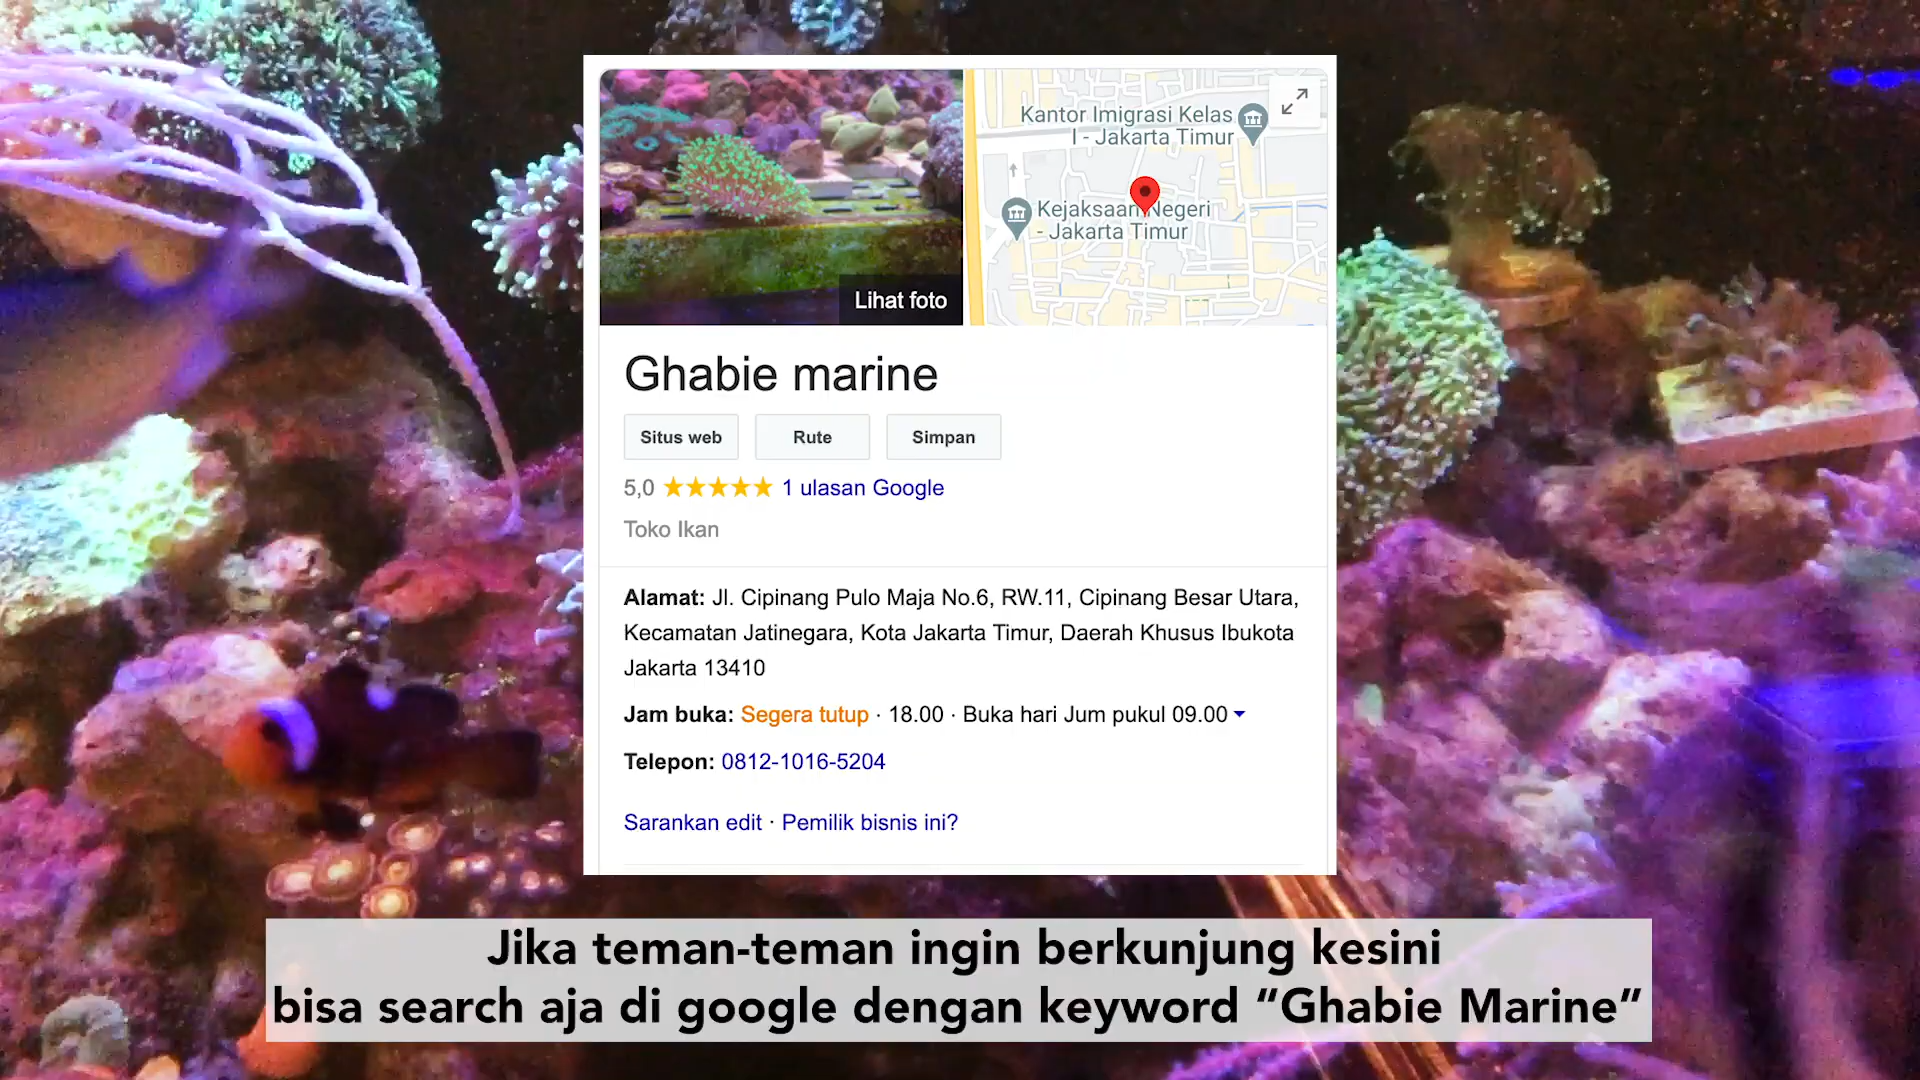 Kantor Imigrasi Kelas
I - Jakarta Timur
Kejaksaan Negeri
- Jakarta Timur
Lihat foto
Ghabie marine
Situs web
Rute
Simpan
5,0 ★★★★★ 1 ulasan Google
Toko Ikan
Alamat: Jl. Cipinang Pulo Maja No.6, RW.11, Cipinang Besar Utara,
Kecamatan Jatinegara, Kota Jakarta Timur, Daerah Khusus Ibukota
Jakarta 13410
Jam buka: Segera tutup · 18.00 · Buka hari Jum pukul 09.00
Telepon: 0812-1016-5204
Sarankan edit · Pemilik bisnis ini?
Jika teman-teman ingin berkunjung kesini
bisa search aja di google dengan keyword “Ghabie Marine”